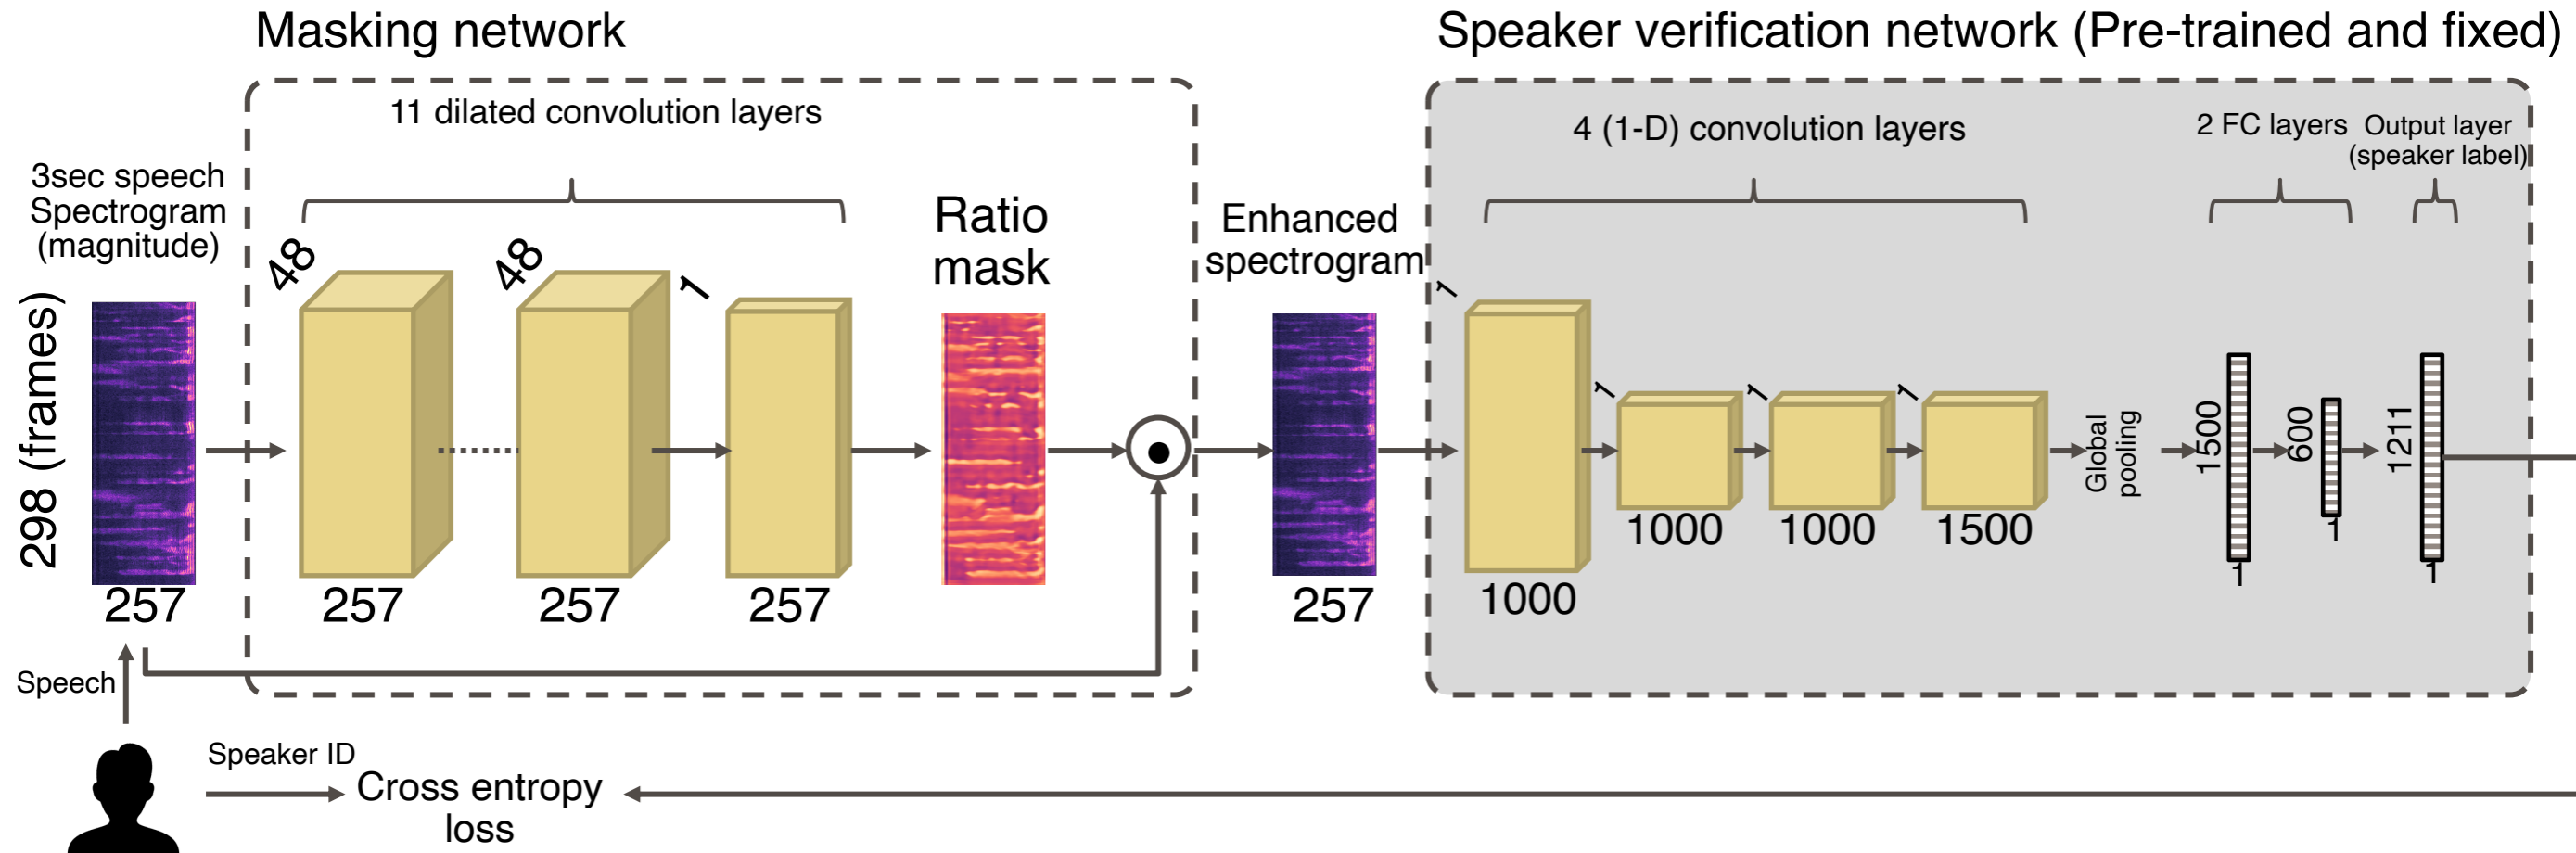 Masking network
Speaker verification network (Pre-trained and fixed)
11 dilated convolution layers
4 (1-D) convolution layers
2 FC layers
Output layer
(speaker label)
3sec speech
Spectrogram
(magnitude)
298 (frames)
257
48
257
48
257
1
257
Ratio
mask
Enhanced
spectrogram
257
1
1000
1
1000
1
1000
1
1500
Global
pooling
1500
1
600
1
1211
1
Speech
Speaker ID
Cross entropy
loss